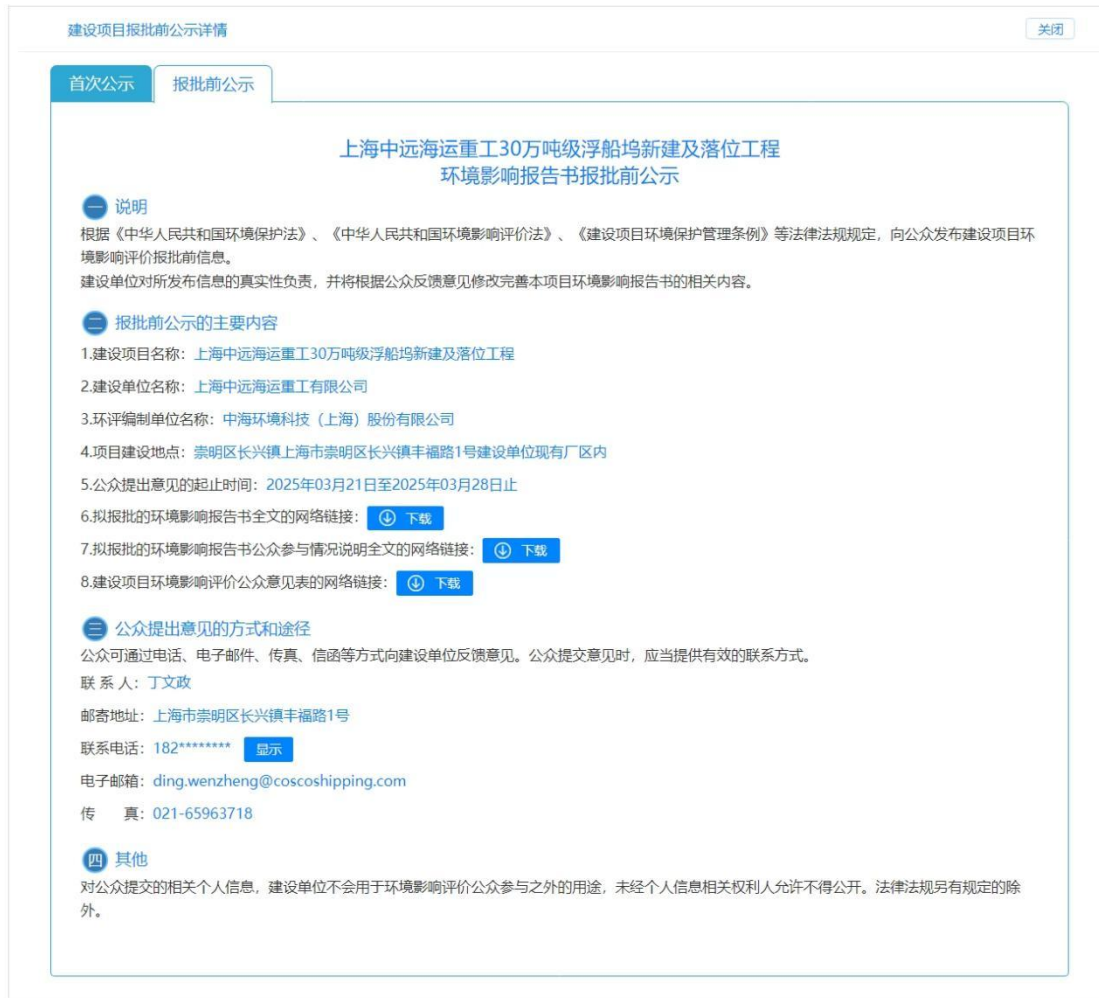 建设项目报批前公示详情
关闭
首次公示
报批前公示
上海中远海运重工30万吨级浮船坞新建及落位工程
环境影响报告书报批前公示
一 说明
根据《中华人民共和国环境保护法》、《中华人民共和国环境影响评价法》、《建设项目环境保护管理条例》等法律法规规定，向公众发布建设项目环
境影响评价报批前信息。
建设单位对所发布信息的真实性负责，并将根据公众反馈意见修改完善本项目环境影响报告书的相关内容。
二 报批前公示的主要内容
1.建设项目名称：上海中远海运重工30万吨级浮船坞新建及落位工程
2.建设单位名称：上海中远海运重工有限公司
3.环评编制单位名称：中海环境科技（上海）股份有限公司
4.项目建设地点：崇明区长兴镇上海市崇明区长兴镇丰福路1号建设单位现有厂区内
5.公众提出意见的起止时间：2025年03月21日至2025年03月28日止
6.拟报批的环境影响报告书全文的网络链接： 下载
7.拟报批的环境影响报告书公众参与情况说明全文的网络链接： 下载
8.建设项目环境影响评价公众意见表的网络链接： 下载
三 公众提出意见的方式和途径
公众可通过电话、电子邮件、传真、信函等方式向建设单位反馈意见。公众提交意见时，应当提供有效的联系方式。
联 系 人：丁文政
邮寄地址：上海市崇明区长兴镇丰福路1号
联系电话：182******** 显示
电子邮箱：ding.wenzheng@coscoshipping.com
传 真：021-65963718
四 其他
对公众提交的相关个人信息，建设单位不会用于环境影响评价公众参与之外的用途，未经个人信息相关权利人允许不得公开。法律法规另有规定的除
外。